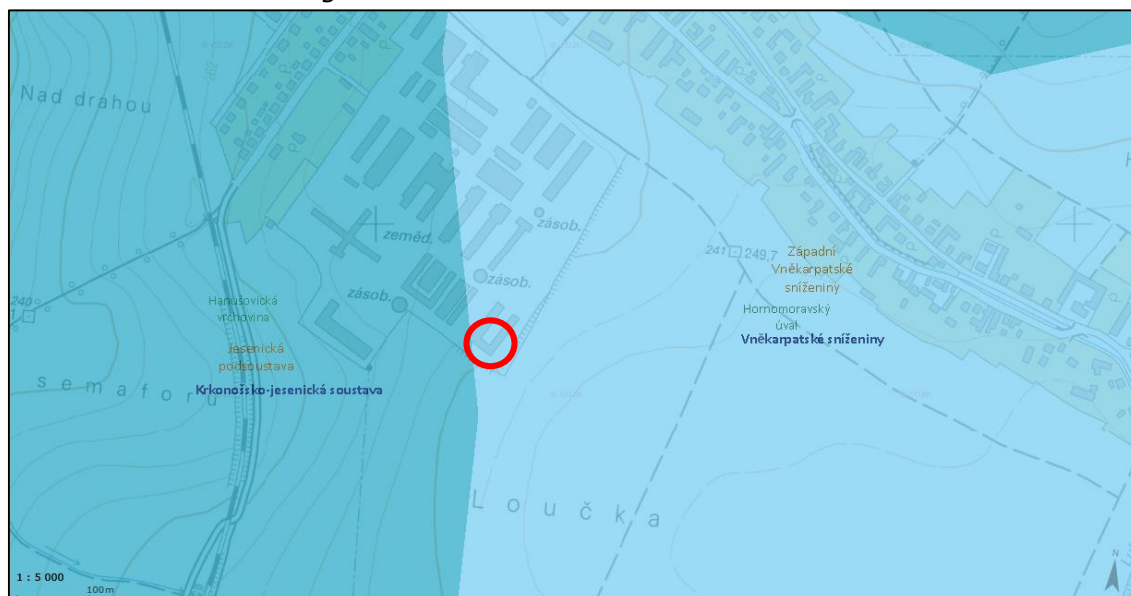 Nad drahou
zeměd.
zásob.
zásob.
zásob.
241
249,7
Západní
Vněkarpatské
sníženiny
Hornomoravský
úval
Vněkarpatské sníženiny
240
Hanušovická
vrchovina
Jesenická
podsoustava
semaforu
Krkonošsko-jesenická soustava
Loučka
1 : 5 000
100 m
N